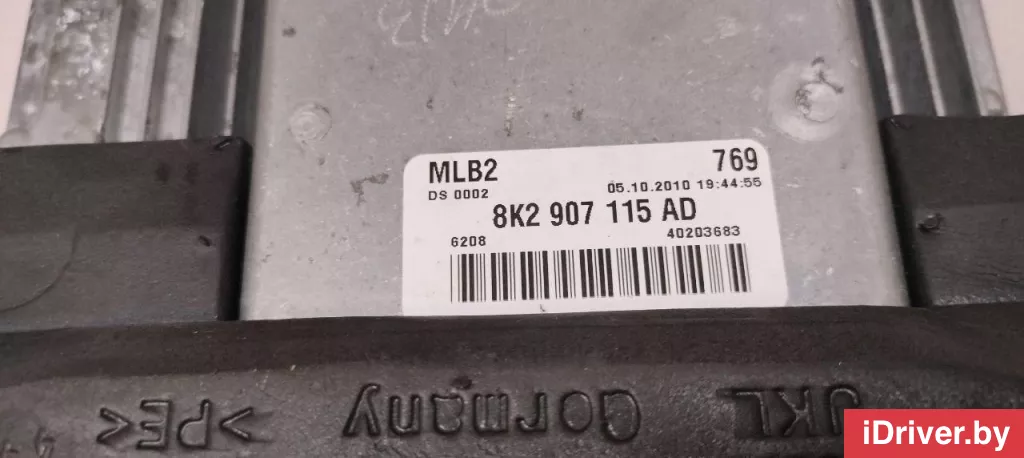 MLB2 769
DS 0002 05.10.2010 19:44:55
8K2 907 115 AD
6208 40203683
>PE< Germany
iDriver.by